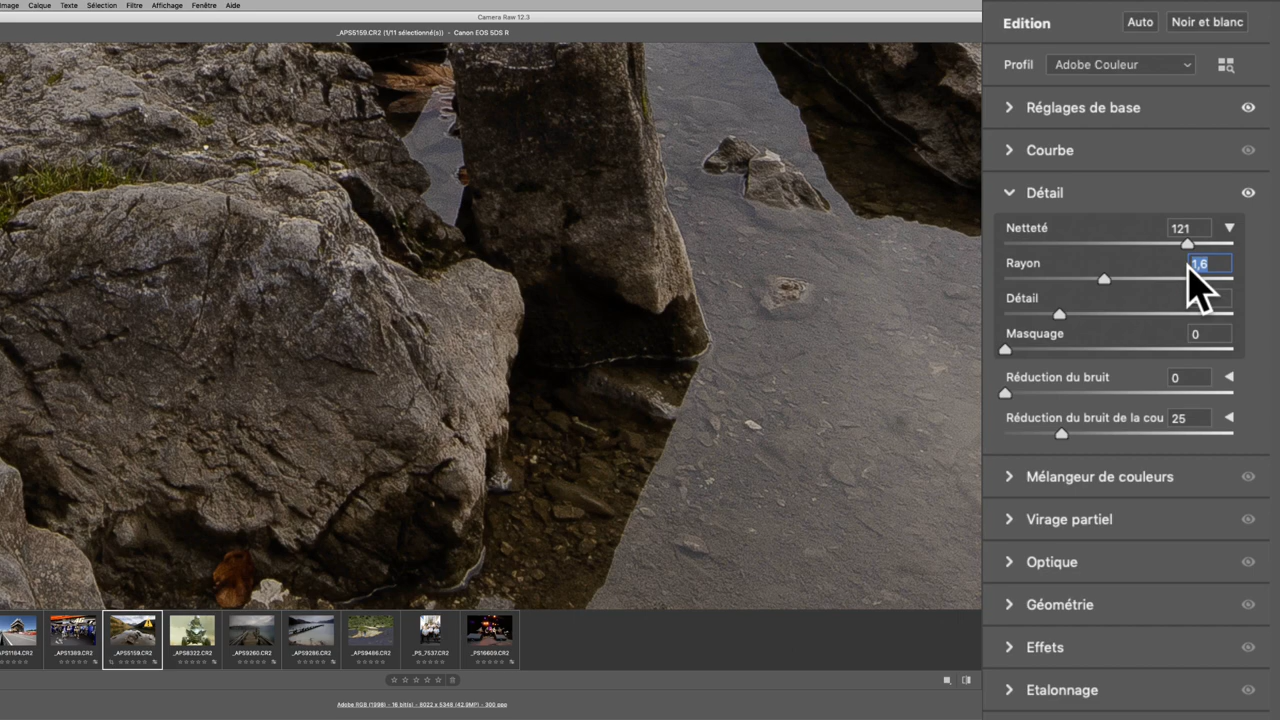 Image Calque Texte Sélection Filtre Affichage Fenêtre Aide
Camera Raw 12.3
_APS5159.CR2 (1/11 sélectionné(s)) - Canon EOS 5DS R
Edition Auto Noir et blanc
Profil Adobe Couleur
Réglages de base
Courbe
Détail
Netteté 121
Rayon 1,6
Détail
Masquage 0
Réduction du bruit 0
Réduction du bruit de la cou 25
Mélangeur de couleurs
Virage partiel
Optique
Géométrie
Effets
Etalonnage
_APS1369.CR2 _APS5159.CR2 _APS8322.CR2 _APS9260.CR2 _APS9286.CR2 _APS9486.CR2 _PS_7537.CR2 _PS16609.CR2
Adobe RGB (1998) - 16 bit(s) - 8022 x 5348 (42,9MP) - 300 ppp